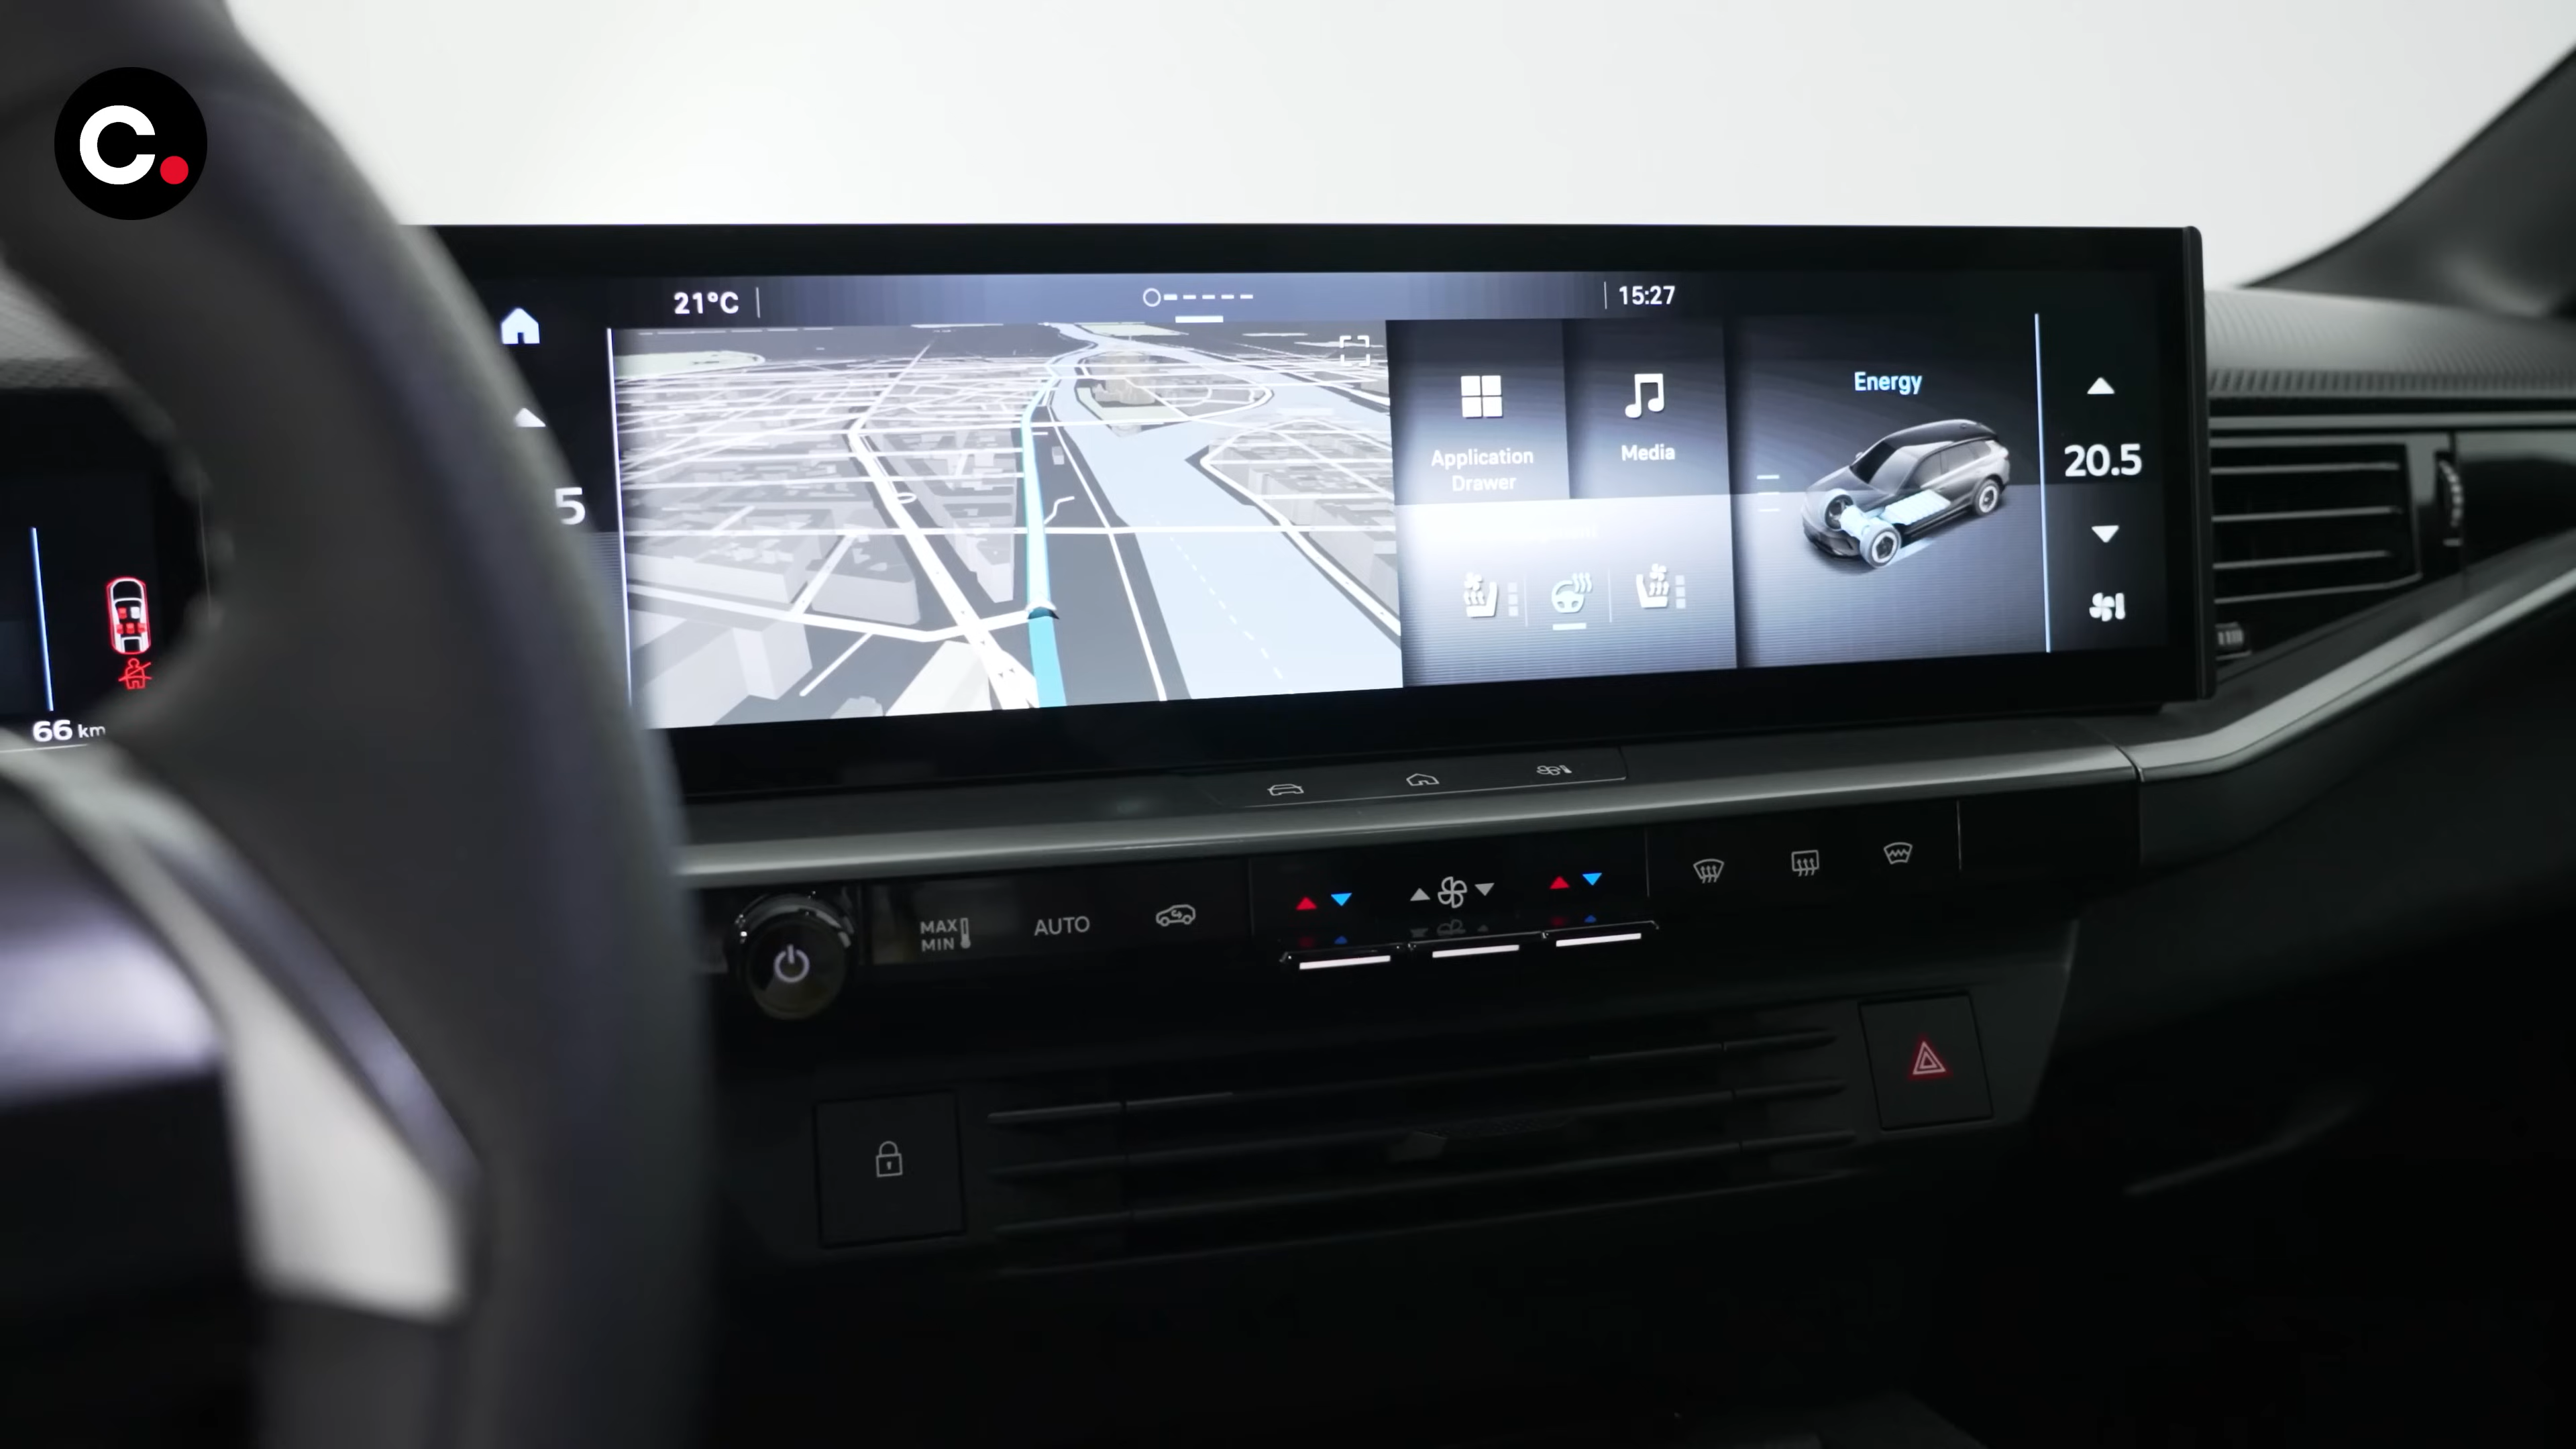 C.
21°C
15:27
Energy
Application
Drawer
Media
20.5
5
66 km
MAX
MIN
AUTO